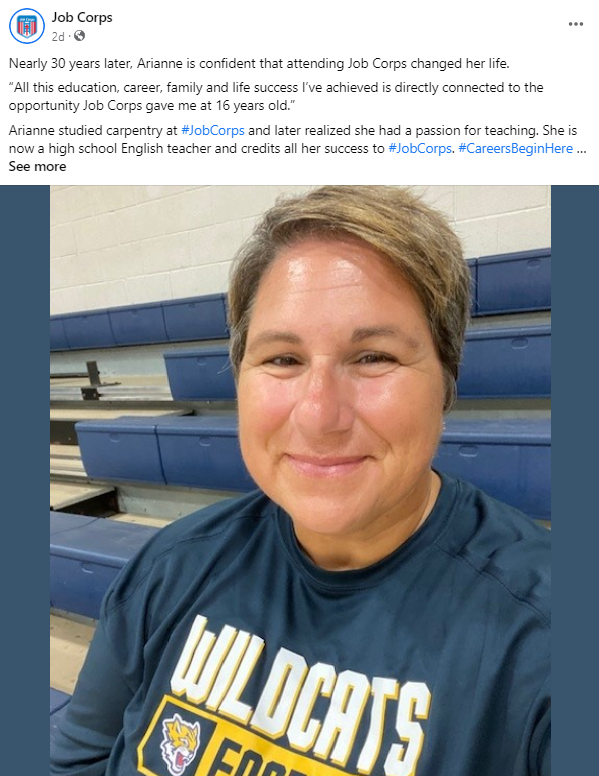 Job Corps
2d ·
Nearly 30 years later, Arianne is confident that attending Job Corps changed her life.
“All this education, career, family and life success I’ve achieved is directly connected to the
opportunity Job Corps gave me at 16 years old.”
Arianne studied carpentry at #JobCorps and later realized she had a passion for teaching. She is
now a high school English teacher and credits all her success to #JobCorps. #CareersBeginHere ...
See more
WILDCATS